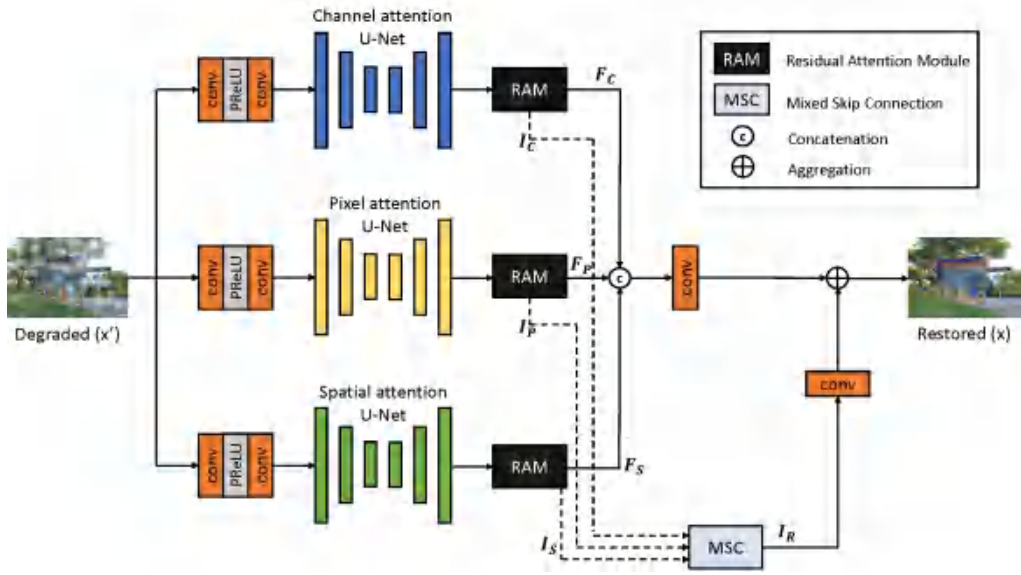 Channel attention
U-Net
conv
PReLU
conv
RAM
F_C
I_C
RAM
Residual Attention Module
MSC
Mixed Skip Connection
c
Concatenation
Aggregation
Pixel attention
U-Net
Degraded (x')
conv
PReLU
conv
RAM
F_P
I_P
c
conv
Restored (x)
conv
Spatial attention
U-Net
conv
PReLU
conv
RAM
F_S
I_S
MSC
I_R